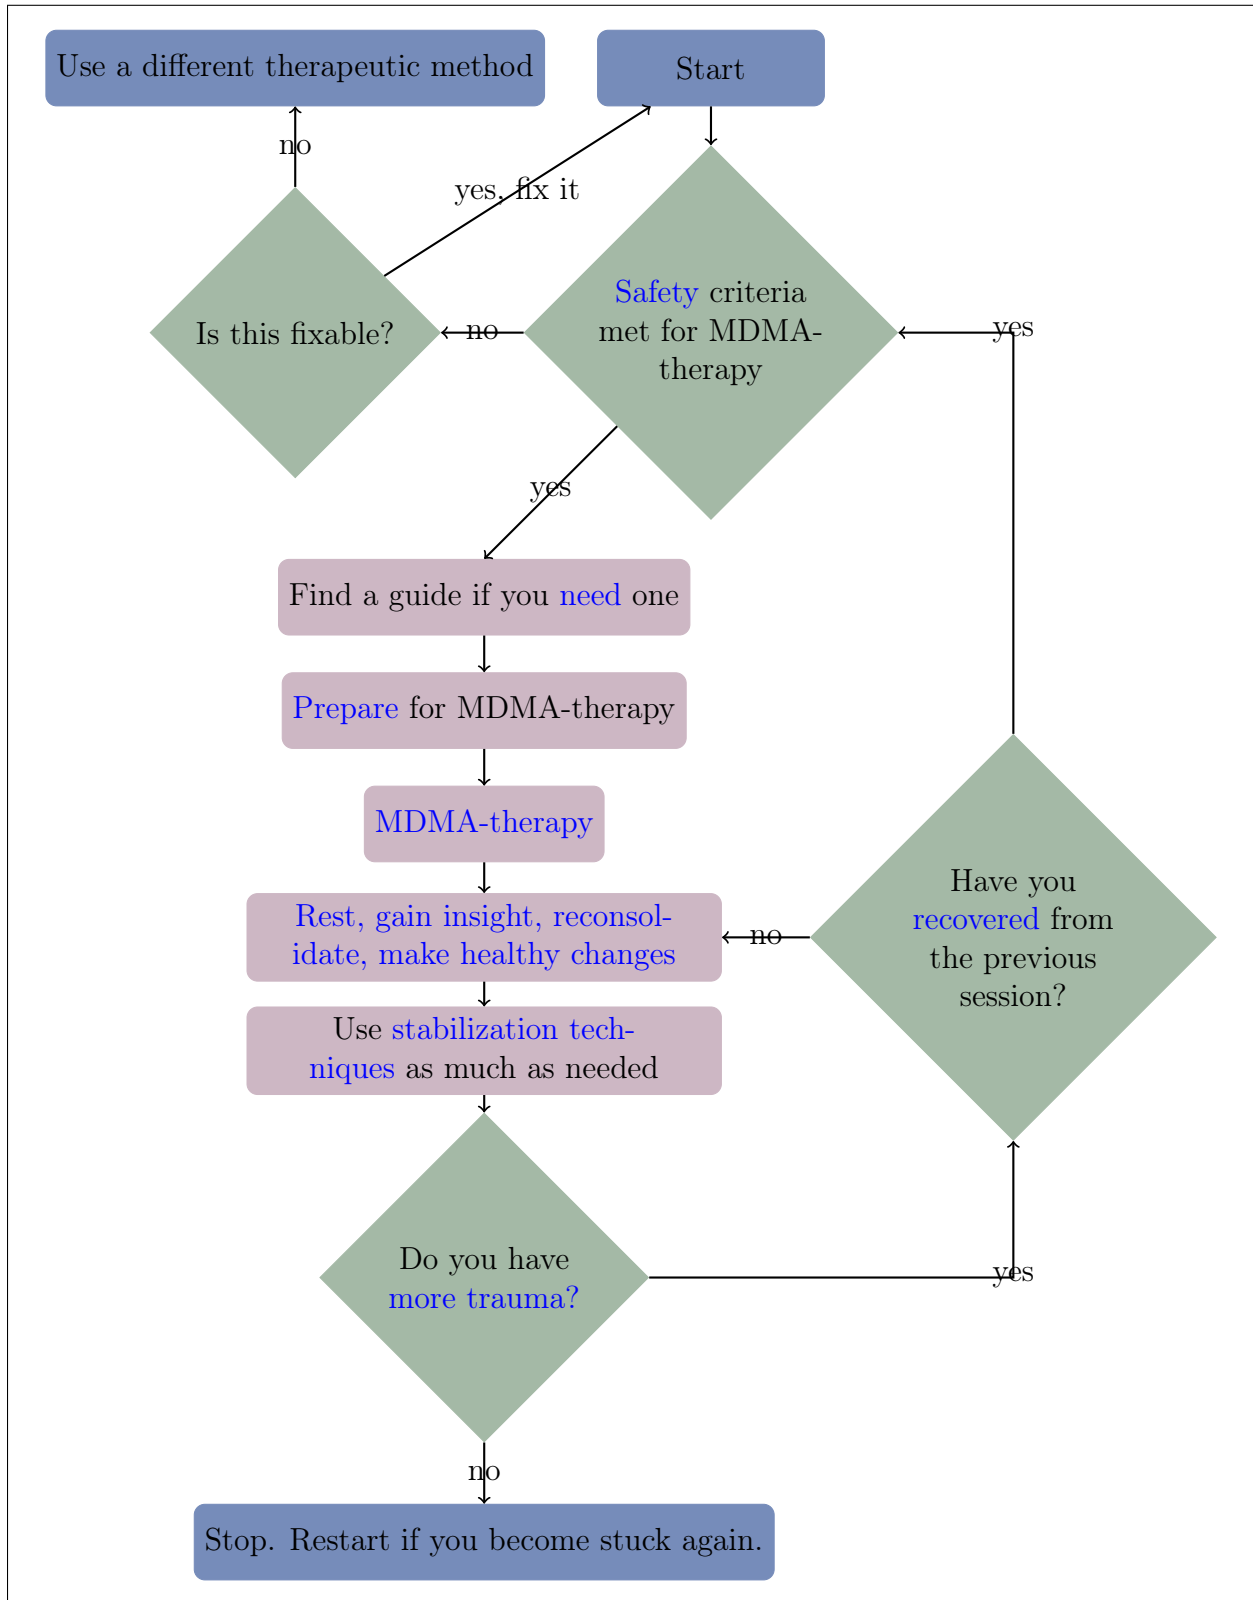 Use a different therapeutic method
Start
no
yes, fix it
Safety criteria
met for MDMA-
therapy
Is this fixable?
no
yes
yes
Find a guide if you need one
Prepare for MDMA-therapy
MDMA-therapy
Rest, gain insight, reconsol-
idate, make healthy changes
no
Have you
recovered from
the previous
session?
Use stabilization tech-
niques as much as needed
Do you have
more trauma?
yes
no
Stop. Restart if you become stuck again.